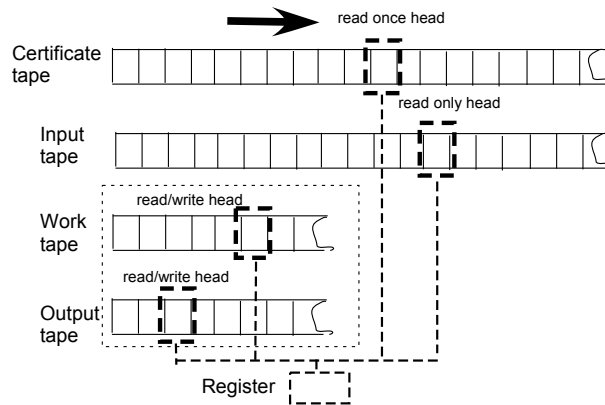 read once head
Certificate
tape
read only head
Input
tape
read/write head
Work
tape
read/write head
Output
tape
Register